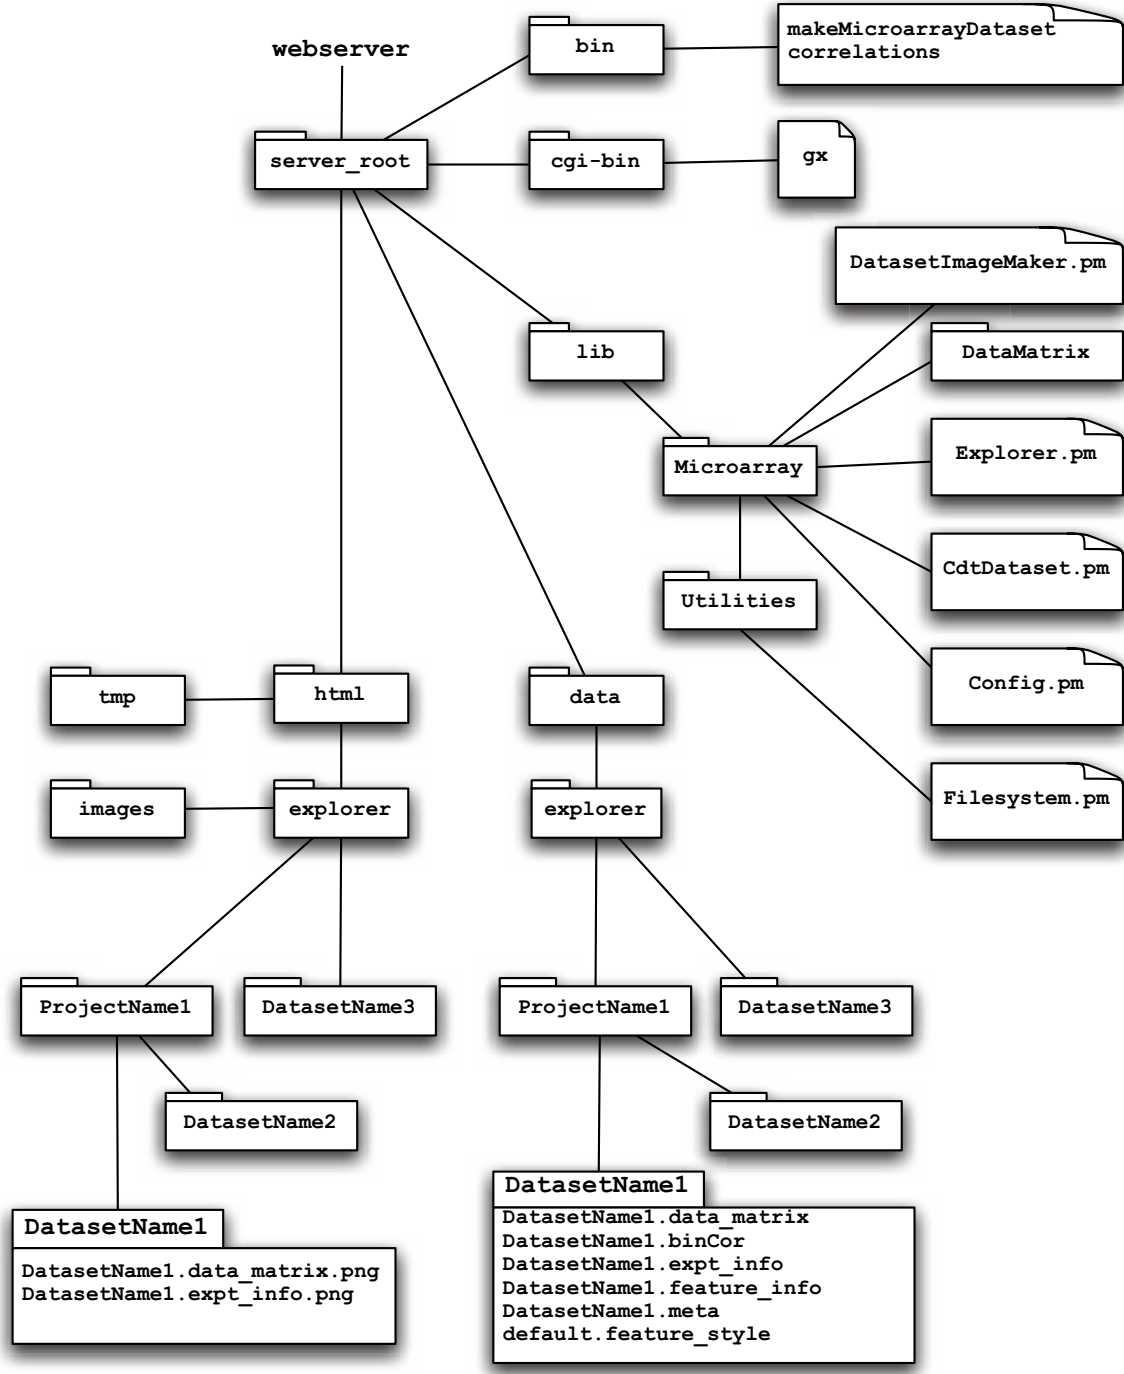 webserver
bin
makeMicroarrayDataset
correlations
server_root
cgi-bin
gx
DatasetImageMaker.pm
lib
DataMatrix
Microarray
Explorer.pm
CdtDataset.pm
Utilities
Config.pm
tmp
html
data
Filesystem.pm
images
explorer
explorer
ProjectName1
DatasetName3
ProjectName1
DatasetName3
DatasetName2
DatasetName2
DatasetName1
DatasetName1.data_matrix.png
DatasetName1.expt_info.png
DatasetName1
DatasetName1.data_matrix
DatasetName1.binCor
DatasetName1.expt_info
DatasetName1.feature_info
DatasetName1.meta
default.feature_style